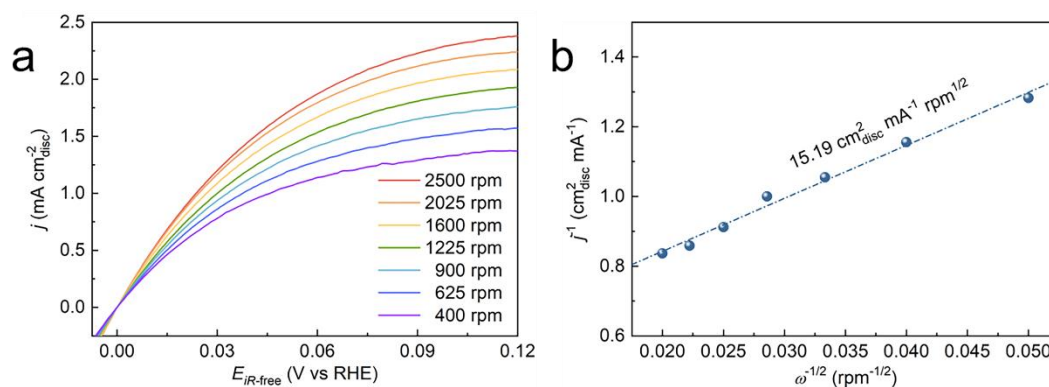 a
2.5
2.0
1.5
1.0
0.5
0.0
j (mA cm⁻²disc)
2500 rpm
2025 rpm
1600 rpm
1225 rpm
900 rpm
625 rpm
400 rpm
0.00 0.03 0.06 0.09 0.12
EiR-free (V vs RHE)
b
1.4
1.2
1.0
0.8
0.6
j⁻¹ (cm²disc mA⁻¹)
15.19 cm²disc mA⁻¹ rpm¹/²
0.020 0.025 0.030 0.035 0.040 0.045 0.050
ω⁻¹/² (rpm⁻¹/²)